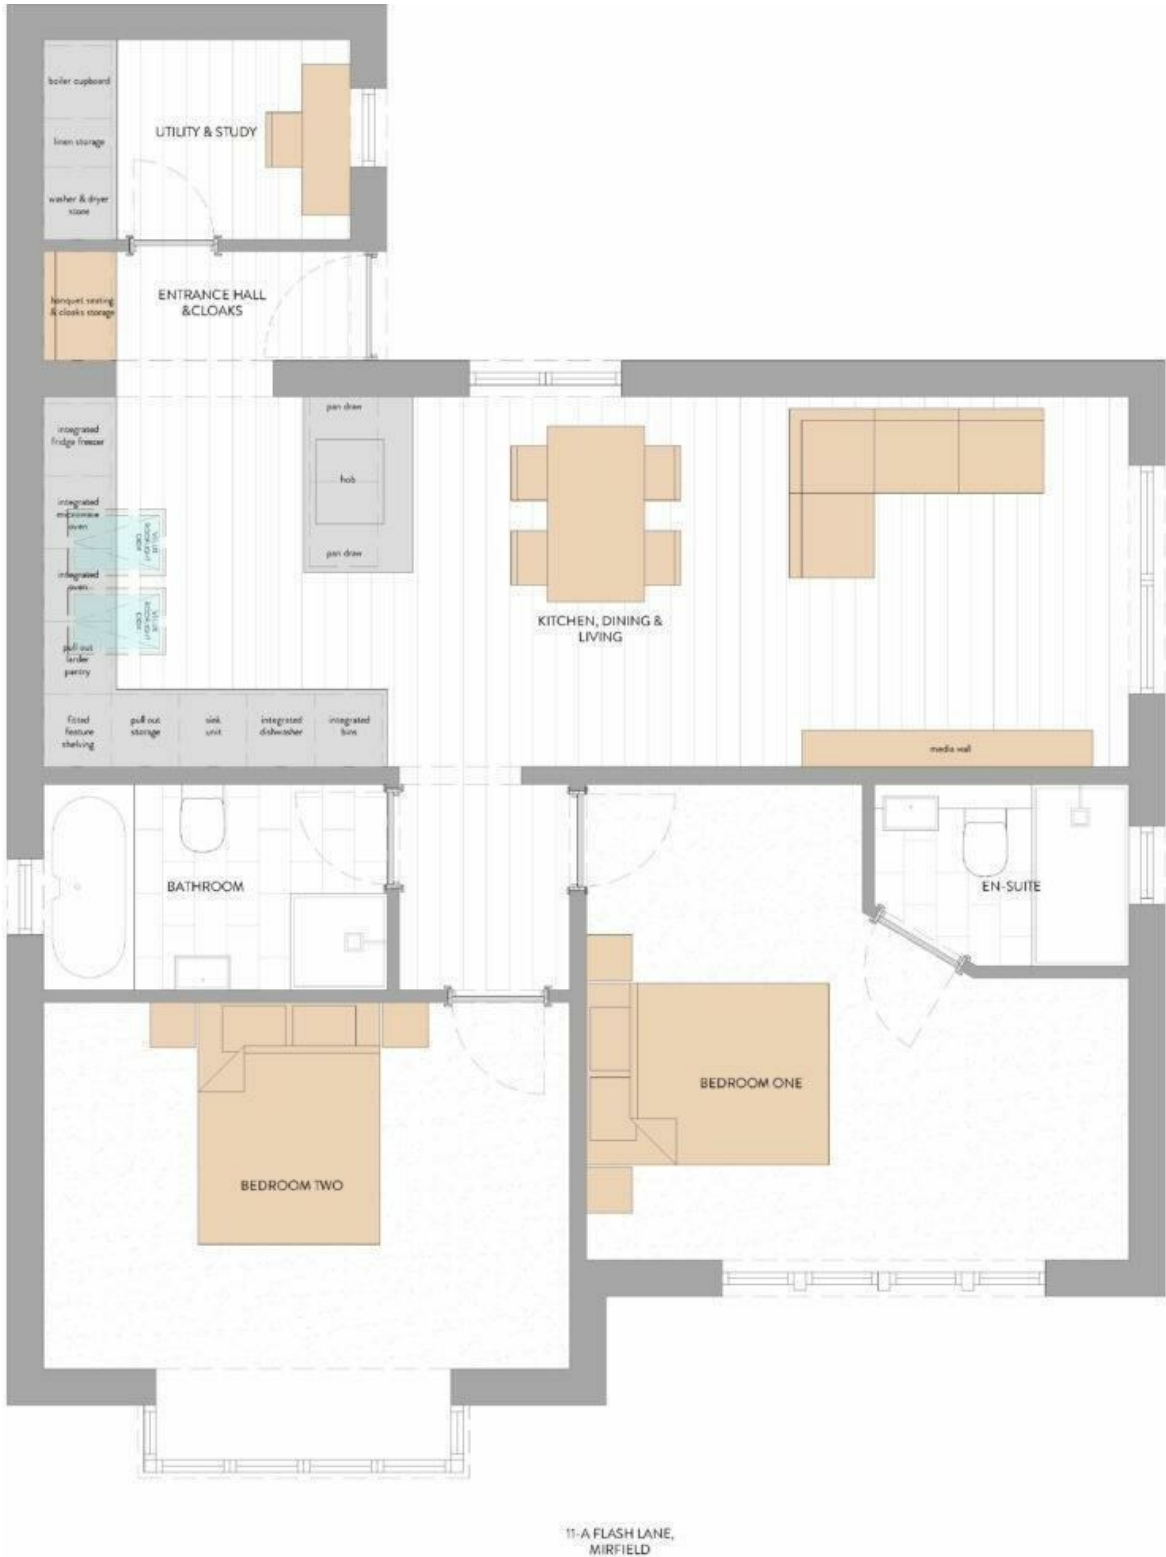 boiler cupboard
linen storage
washer & dryer
store
UTILITY & STUDY
banquet seating
& cloaks storage
ENTRANCE HALL
&CLOAKS
integrated
fridge freezer
integrated
microwave
oven
integrated
oven
pull out
larder
pantry
fitted
feature
shelving
pull out
storage
sink
unit
integrated
dishwasher
integrated
bins
pan draw
hob
pan draw
KITCHEN, DINING &
LIVING
media wall
BATHROOM
EN-SUITE
BEDROOM ONE
BEDROOM TWO
11-A FLASH LANE,
MIRFIELD